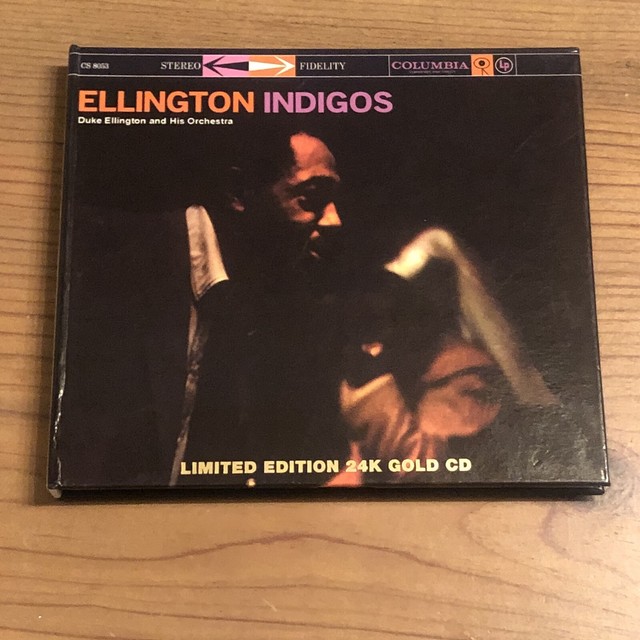 CS 8053 STEREO FIDELITY COLUMBIA Lp
ELLINGTON INDIGOS
Duke Ellington and His Orchestra
LIMITED EDITION 24K GOLD CD